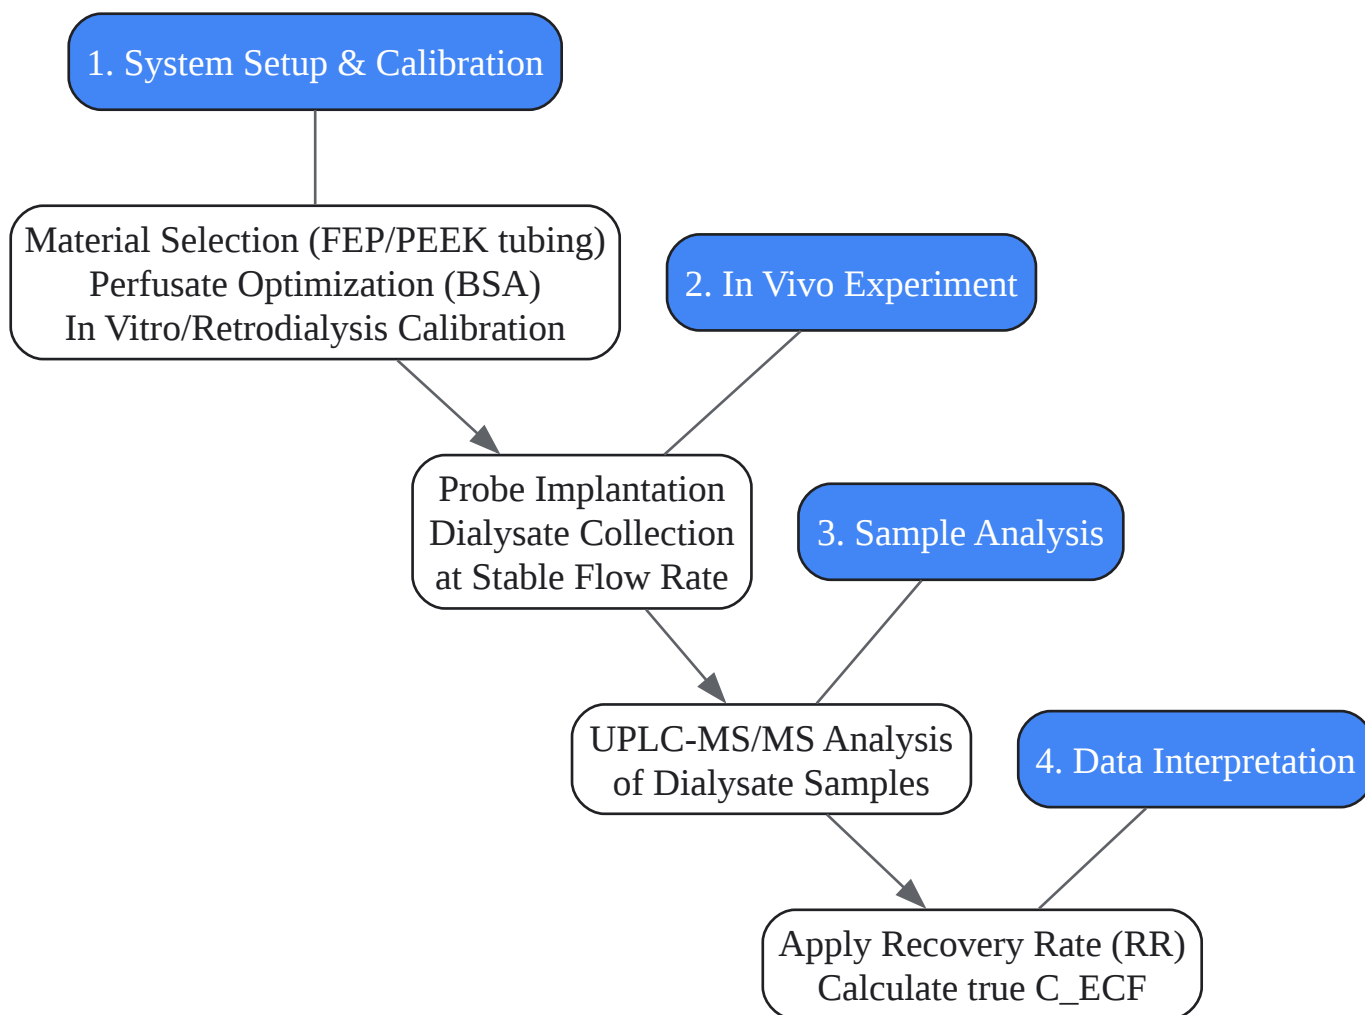 1. System Setup & Calibration
Material Selection (FEP/PEEK tubing)
Perfusate Optimization (BSA)
In Vitro/Retrodialysis Calibration
2. In Vivo Experiment
Probe Implantation
Dialysate Collection
at Stable Flow Rate
3. Sample Analysis
UPLC-MS/MS Analysis
of Dialysate Samples
4. Data Interpretation
Apply Recovery Rate (RR)
Calculate true C_ECF